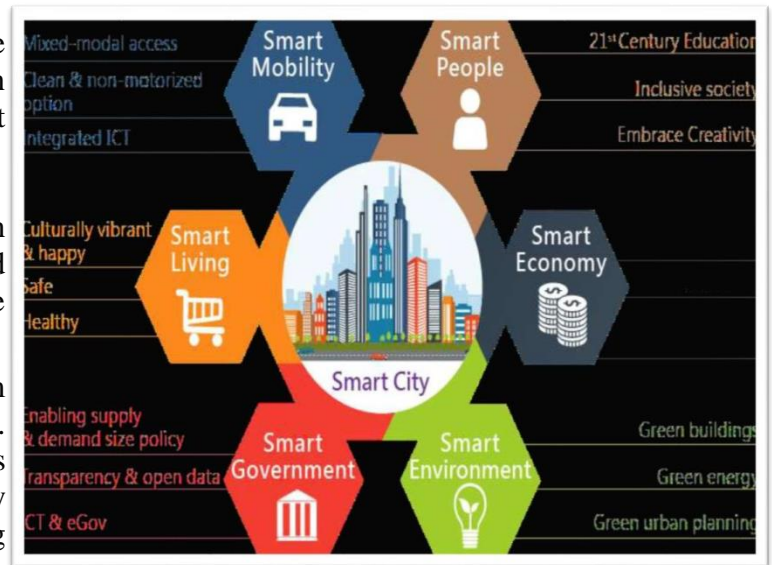 Mixed-modal access
Clean & non-motorized
option
Integrated ICT
Smart
Mobility
Smart
People
21st Century Education
Inclusive society
Embrace Creativity
Culturally vibrant
& happy
Safe
Healthy
Smart
Living
Smart
Economy
Smart City
Enabling supply
& demand size policy
Transparency & open data
ICT & eGov
Smart
Government
Smart
Environment
Green buildings
Green energy
Green urban planning